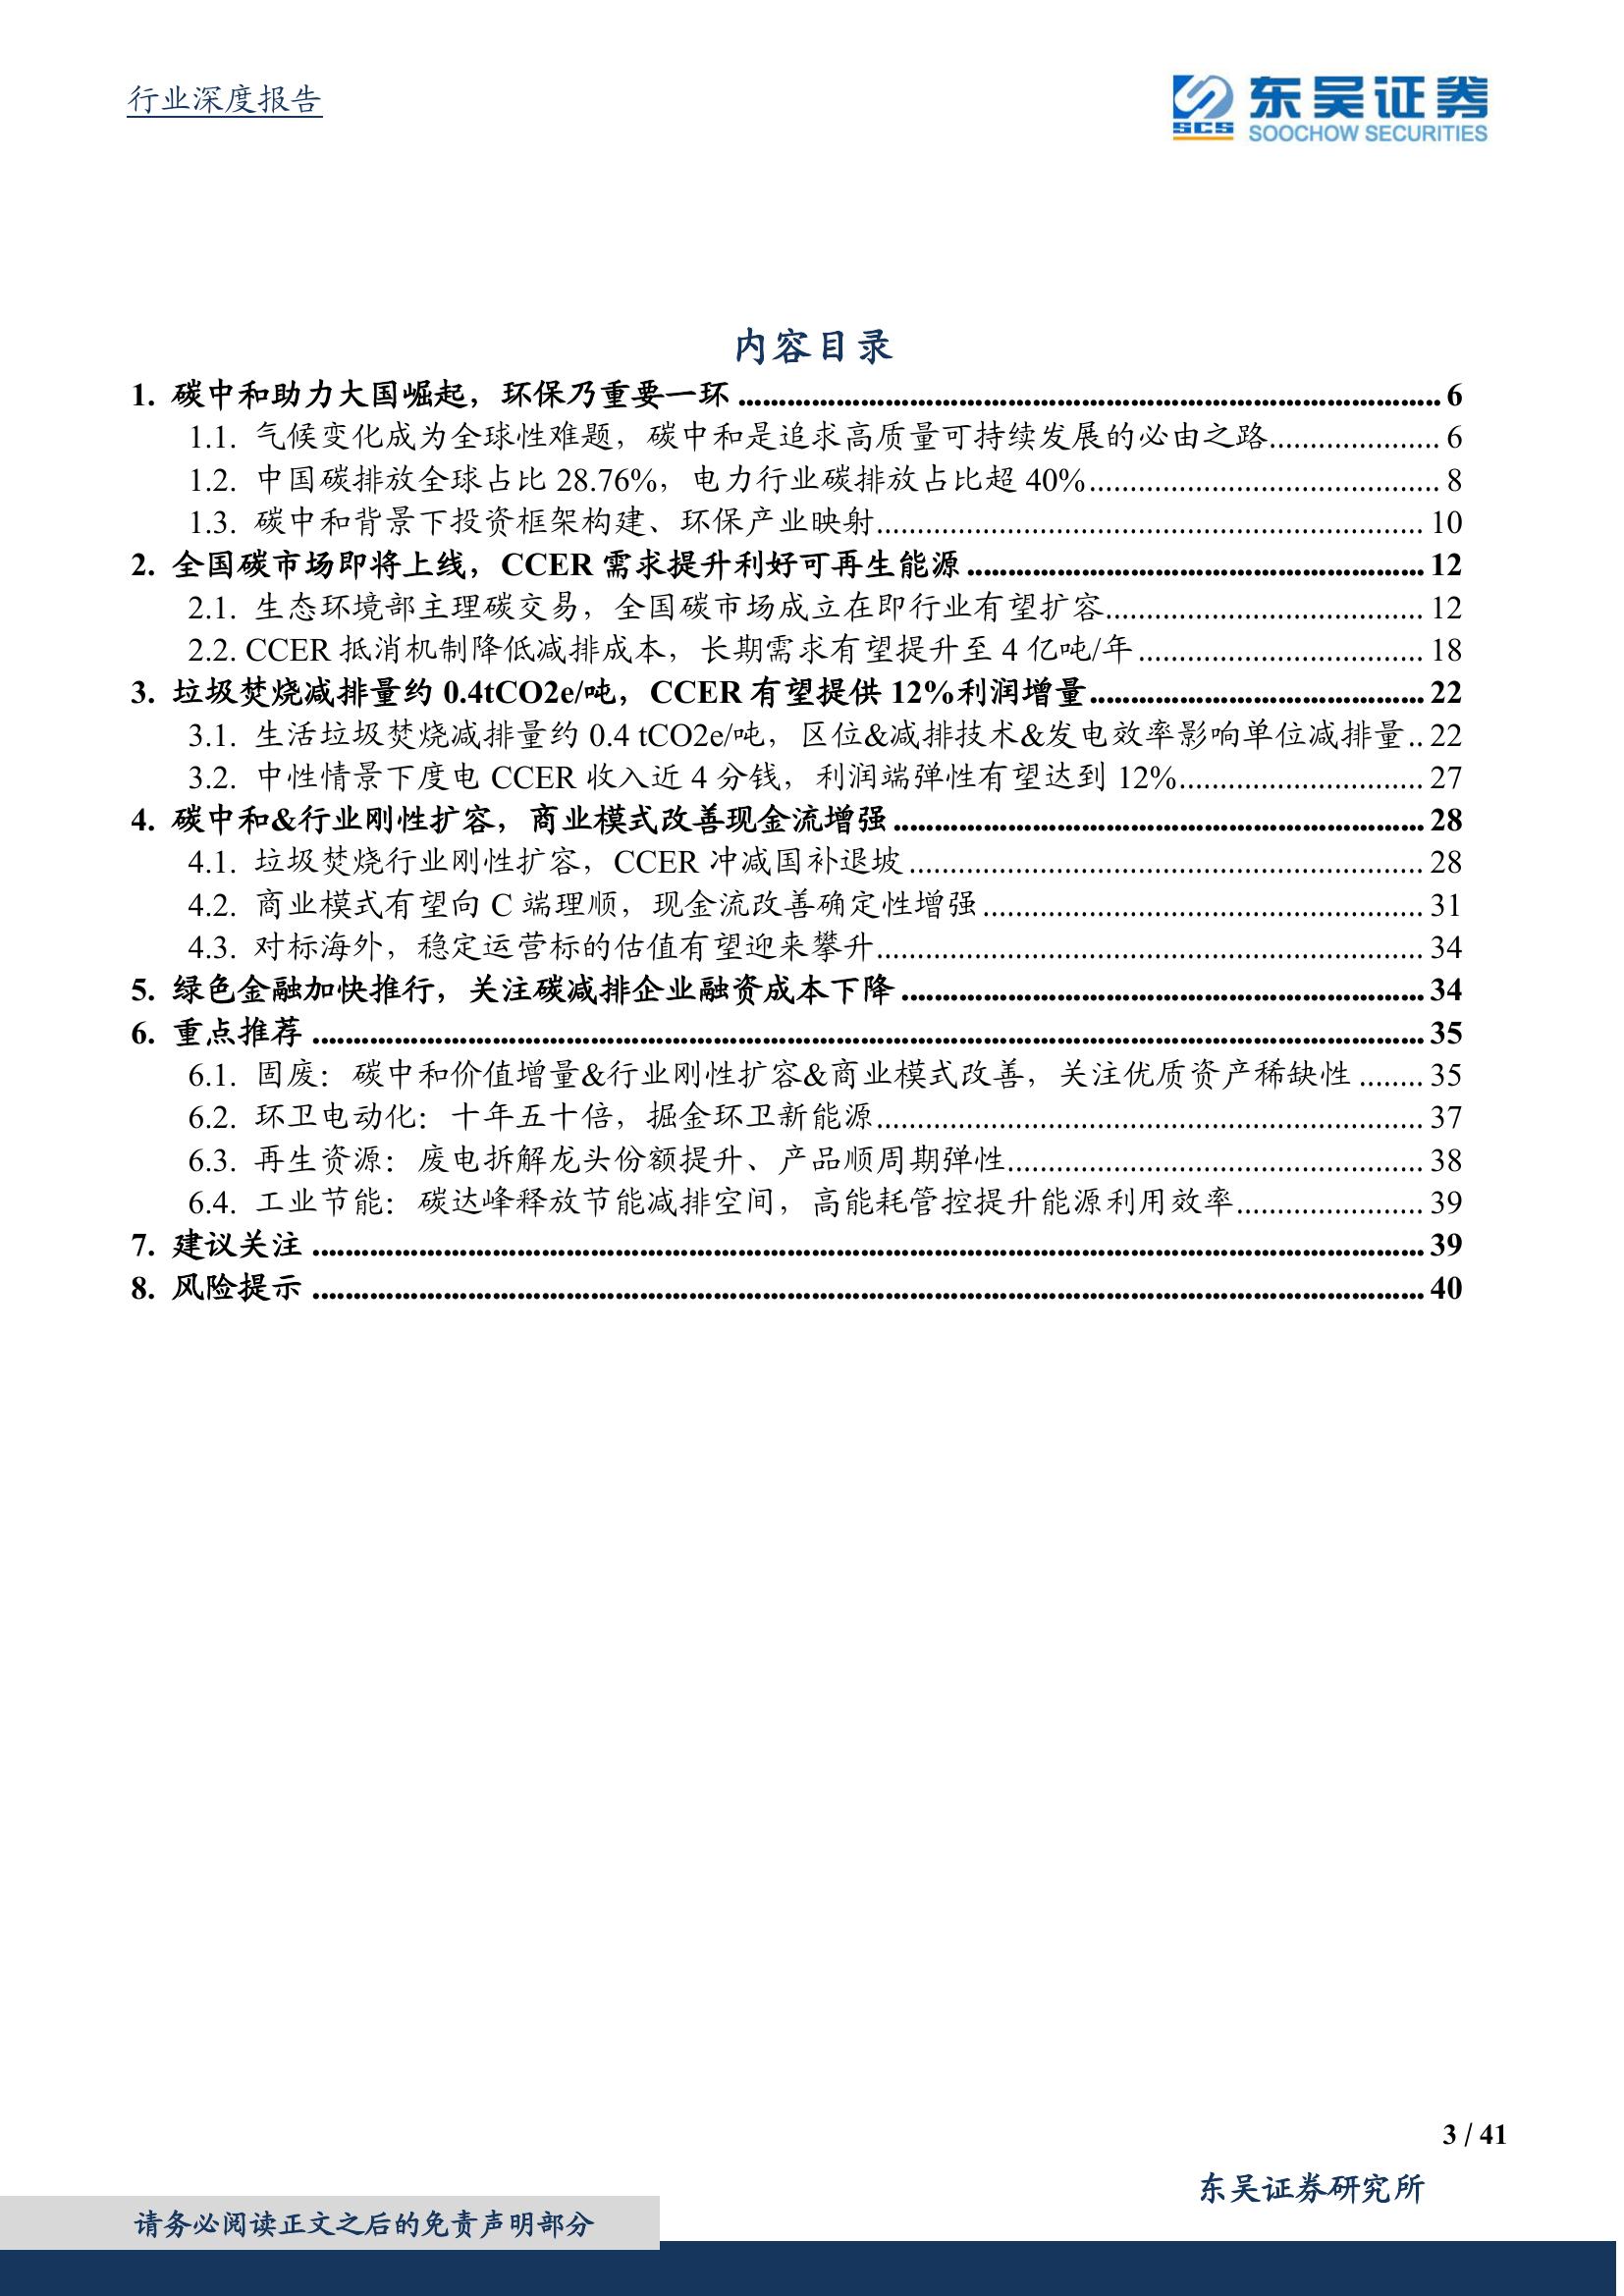 行业深度报告
SCS
东吴证券
SOOCHOW SECURITIES
内容目录
1. 碳中和助力大国崛起，环保乃重要一环 ........ 6
1.1. 气候变化成为全球性难题，碳中和是追求高质量可持续发展的必由之路........ 6
1.2. 中国碳排放全球占比 28.76%，电力行业碳排放占比超 40%........ 8
1.3. 碳中和背景下投资框架构建、环保产业映射........ 10
2. 全国碳市场即将上线，CCER 需求提升利好可再生能源 ........ 12
2.1. 生态环境部主理碳交易，全国碳市场成立在即行业有望扩容........ 12
2.2. CCER 抵消机制降低减排成本，长期需求有望提升至 4 亿吨/年 ........ 18
3. 垃圾焚烧减排量约 0.4tCO2e/吨，CCER 有望提供 12%利润增量........ 22
3.1. 生活垃圾焚烧减排量约 0.4 tCO2e/吨，区位&减排技术&发电效率影响单位减排量.. 22
3.2. 中性情景下度电 CCER 收入近 4 分钱，利润端弹性有望达到 12%........ 27
4. 碳中和&行业刚性扩容，商业模式改善现金流增强 ........ 28
4.1. 垃圾焚烧行业刚性扩容，CCER 冲减国补退坡 ........ 28
4.2. 商业模式有望向 C 端理顺，现金流改善确定性增强 ........ 31
4.3. 对标海外，稳定运营标的估值有望迎来攀升........ 34
5. 绿色金融加快推行，关注碳减排企业融资成本下降 ........ 34
6. 重点推荐 ........ 35
6.1. 固废：碳中和价值增量&行业刚性扩容&商业模式改善，关注优质资产稀缺性 ........ 35
6.2. 环卫电动化：十年五十倍，掘金环卫新能源........ 37
6.3. 再生资源：废电拆解龙头份额提升、产品顺周期弹性........ 38
6.4. 工业节能：碳达峰释放节能减排空间，高能耗管控提升能源利用效率........ 39
7. 建议关注 ........ 39
8. 风险提示 ........ 40
3 / 41
东吴证券研究所
请务必阅读正文之后的免责声明部分